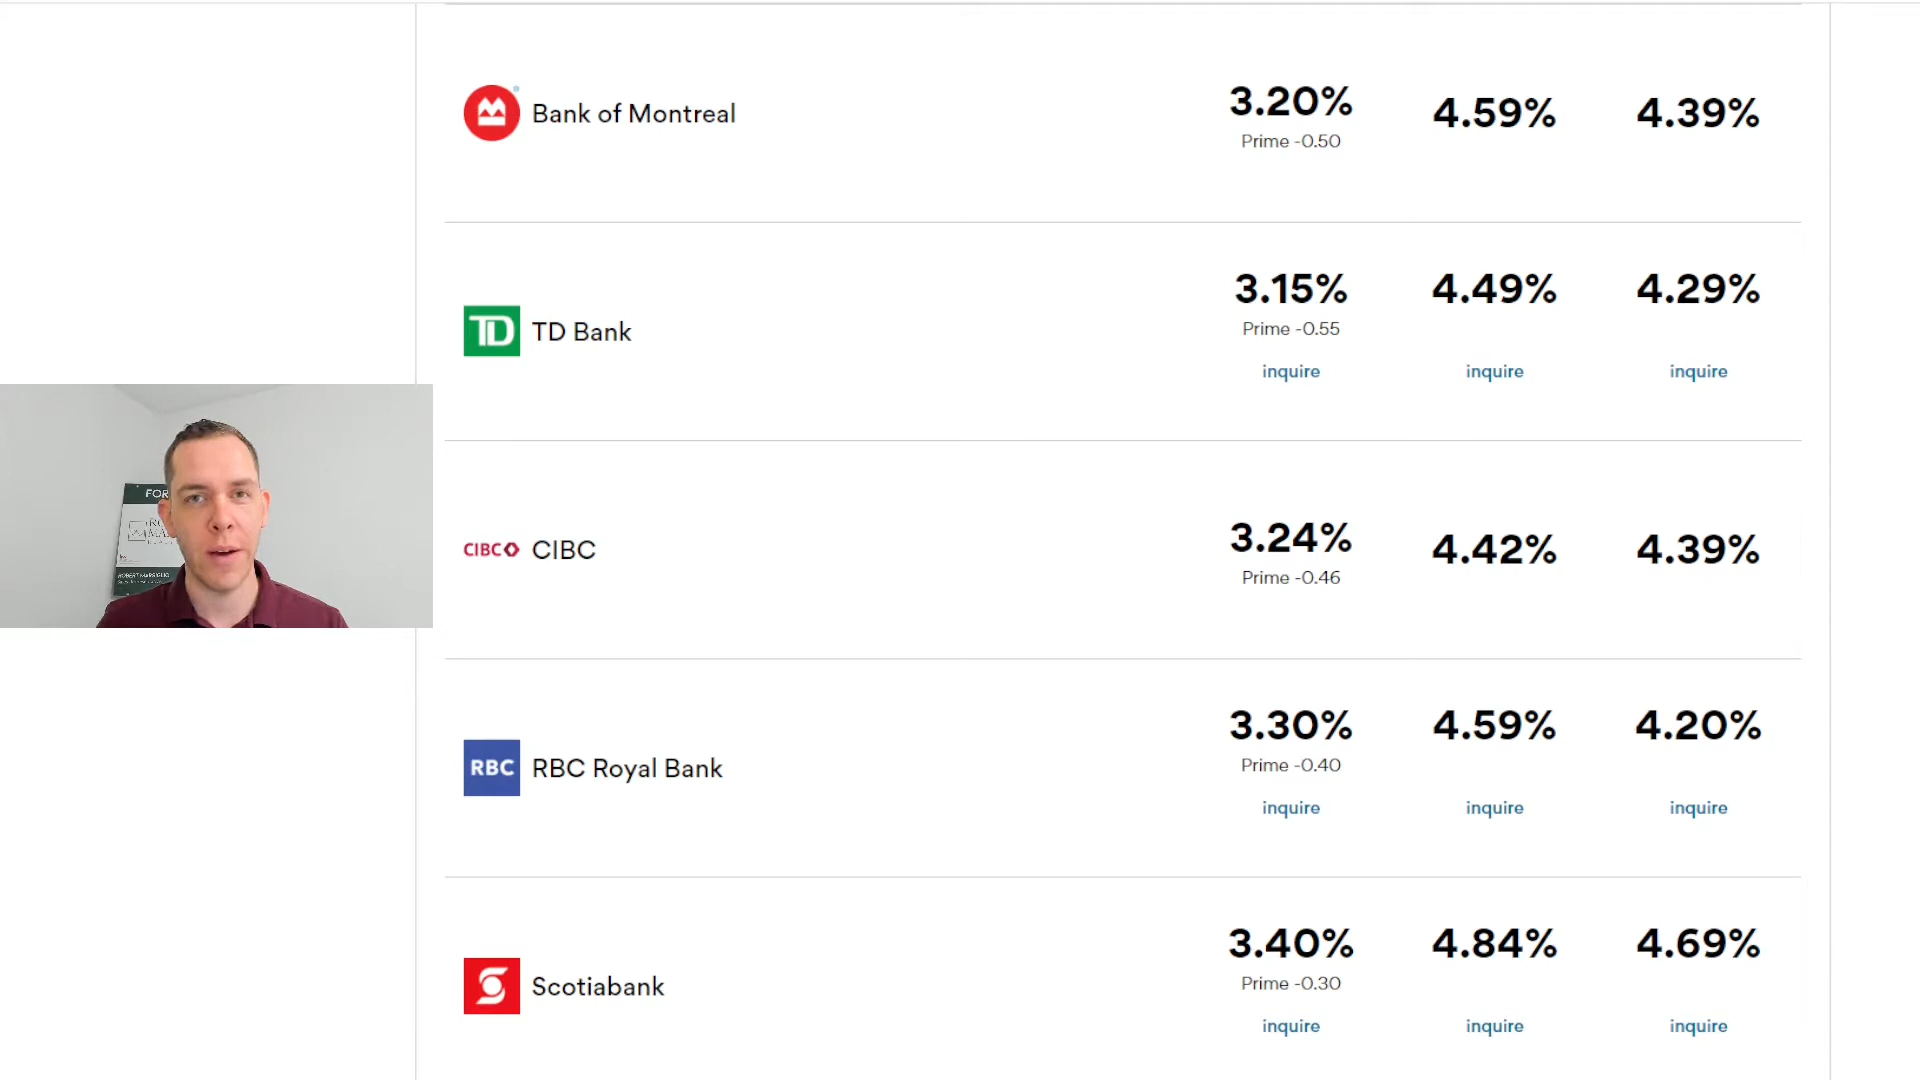 Bank of Montreal
3.20%
4.59%
4.39%
Prime -0.50
TD
TD Bank
3.15%
4.49%
4.29%
Prime -0.55
inquire
inquire
inquire
CIBC
CIBC
3.24%
4.42%
4.39%
Prime -0.46
RBC
RBC Royal Bank
3.30%
4.59%
4.20%
Prime -0.40
inquire
inquire
inquire
S
Scotiabank
3.40%
4.84%
4.69%
Prime -0.30
inquire
inquire
inquire
FOR
ROBERT MARSIGLIO